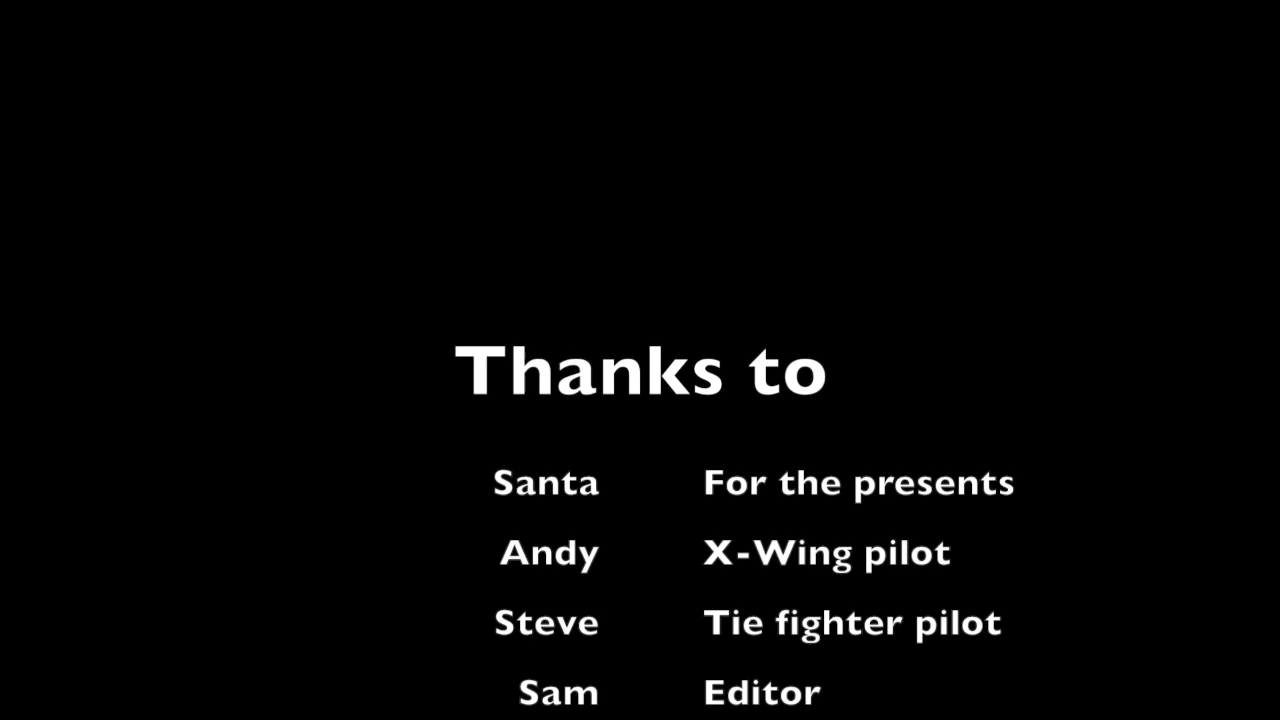 Thanks to
Santa For the presents
Andy X-Wing pilot
Steve Tie fighter pilot
Sam Editor